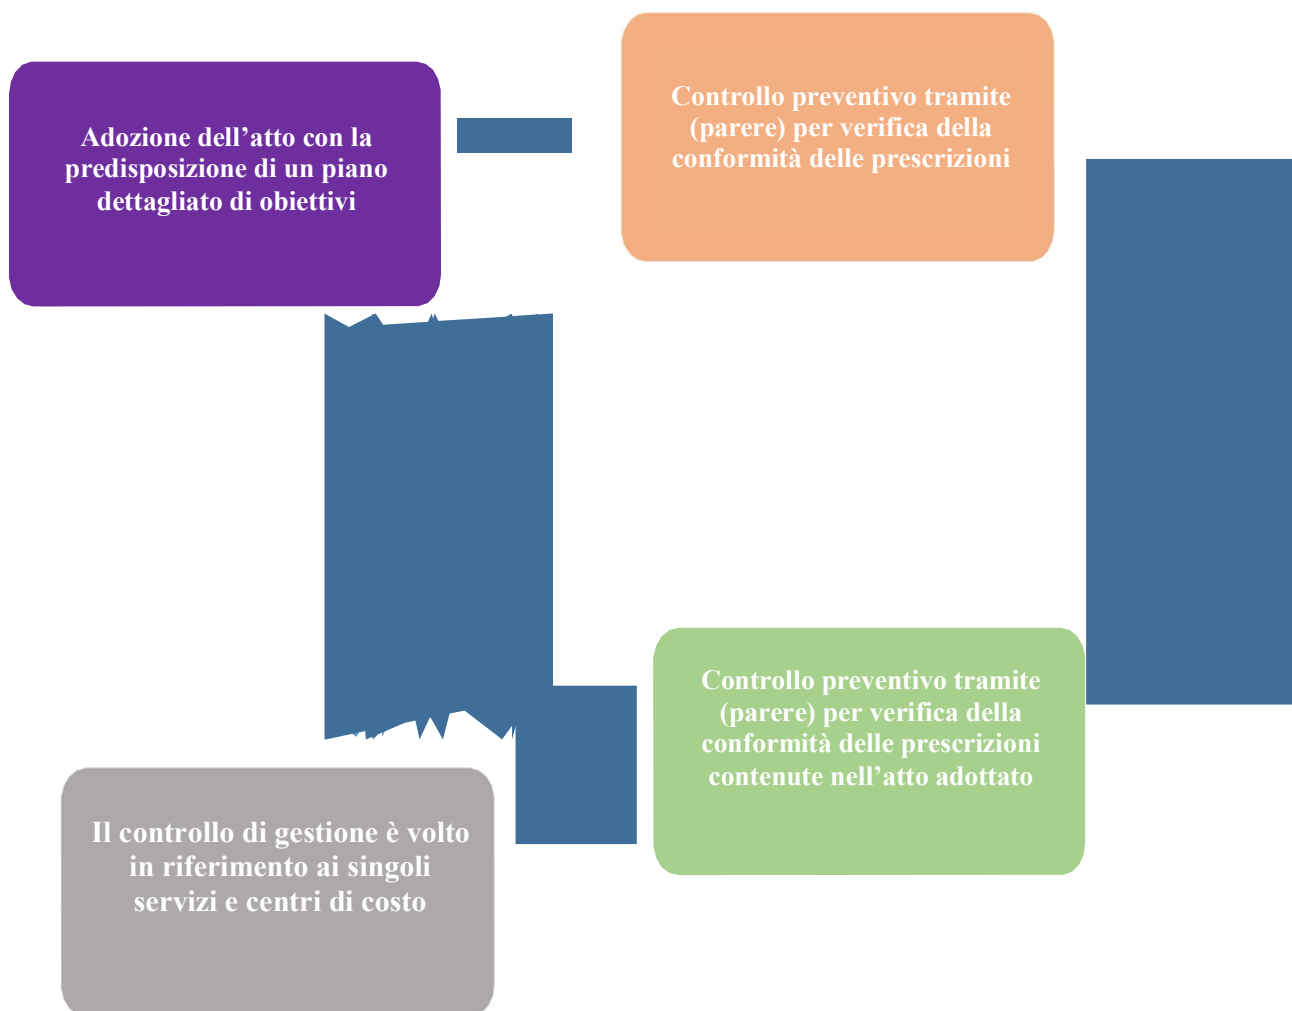 Adozione dell’atto con la
predisposizione di un piano
dettagliato di obiettivi
Controllo preventivo tramite
(parere) per verifica della
conformità delle prescrizioni
Controllo preventivo tramite
(parere) per verifica della
conformità delle prescrizioni
contenute nell’atto adottato
Il controllo di gestione è volto
in riferimento ai singoli
servizi e centri di costo